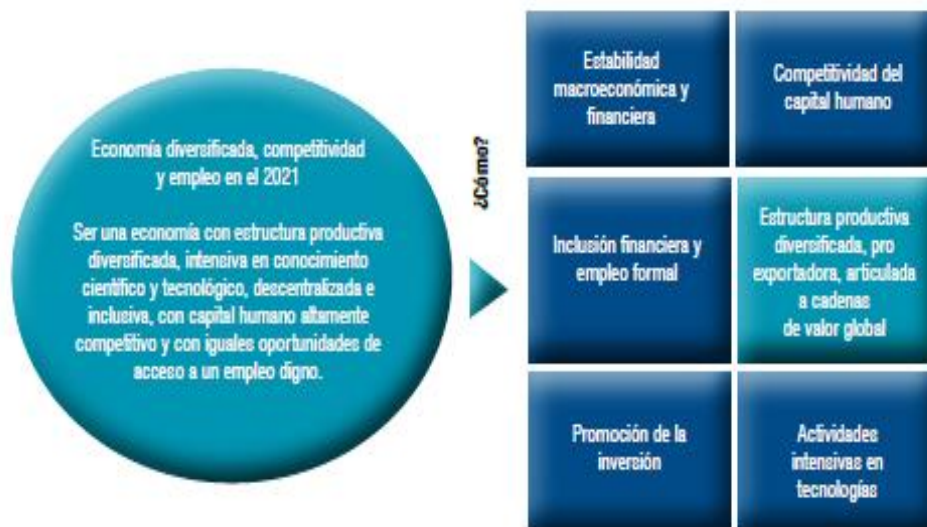 Economía diversificada, competitividad
y empleo en el 2021
Ser una economía con estructura productiva
diversificada, intensiva en conocimiento
científico y tecnológico, descentralizada e
inclusiva, con capital humano altamente
competitivo y con iguales oportunidades de
acceso a un empleo digno.
¿Cómo?
Estabilidad
macroeconómica y
financiera
Competitividad del
capital humano
Inclusión financiera y
empleo formal
Estructura productiva
diversificada, pro
exportadora, articulada
a cadenas
de valor global
Promoción de la
inversión
Actividades
intensivas en
tecnologías